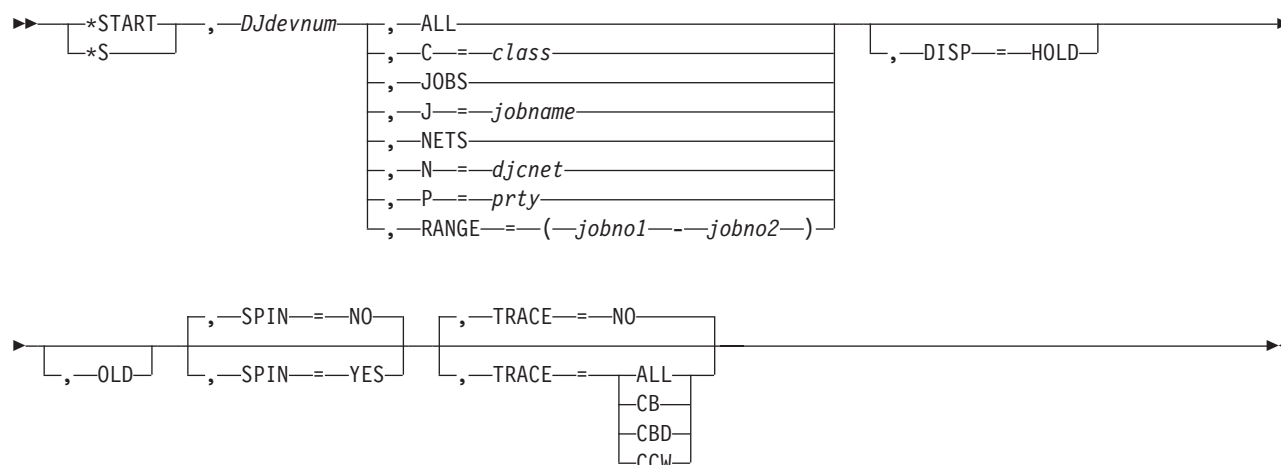 *START , DJdevnum , ALL
*S , C = class , DISP = HOLD
, JOBS
, J = jobname
, NETS
, N = djcnet
, P = prty
, RANGE = ( jobno1 - jobno2 )
, SPIN = NO , TRACE = NO
, OLD , SPIN = YES , TRACE = ALL
CB
CBD
CCW